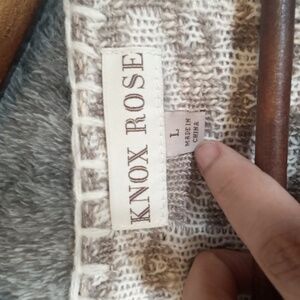 KNOX ROSE
L
MADE IN
CHINA